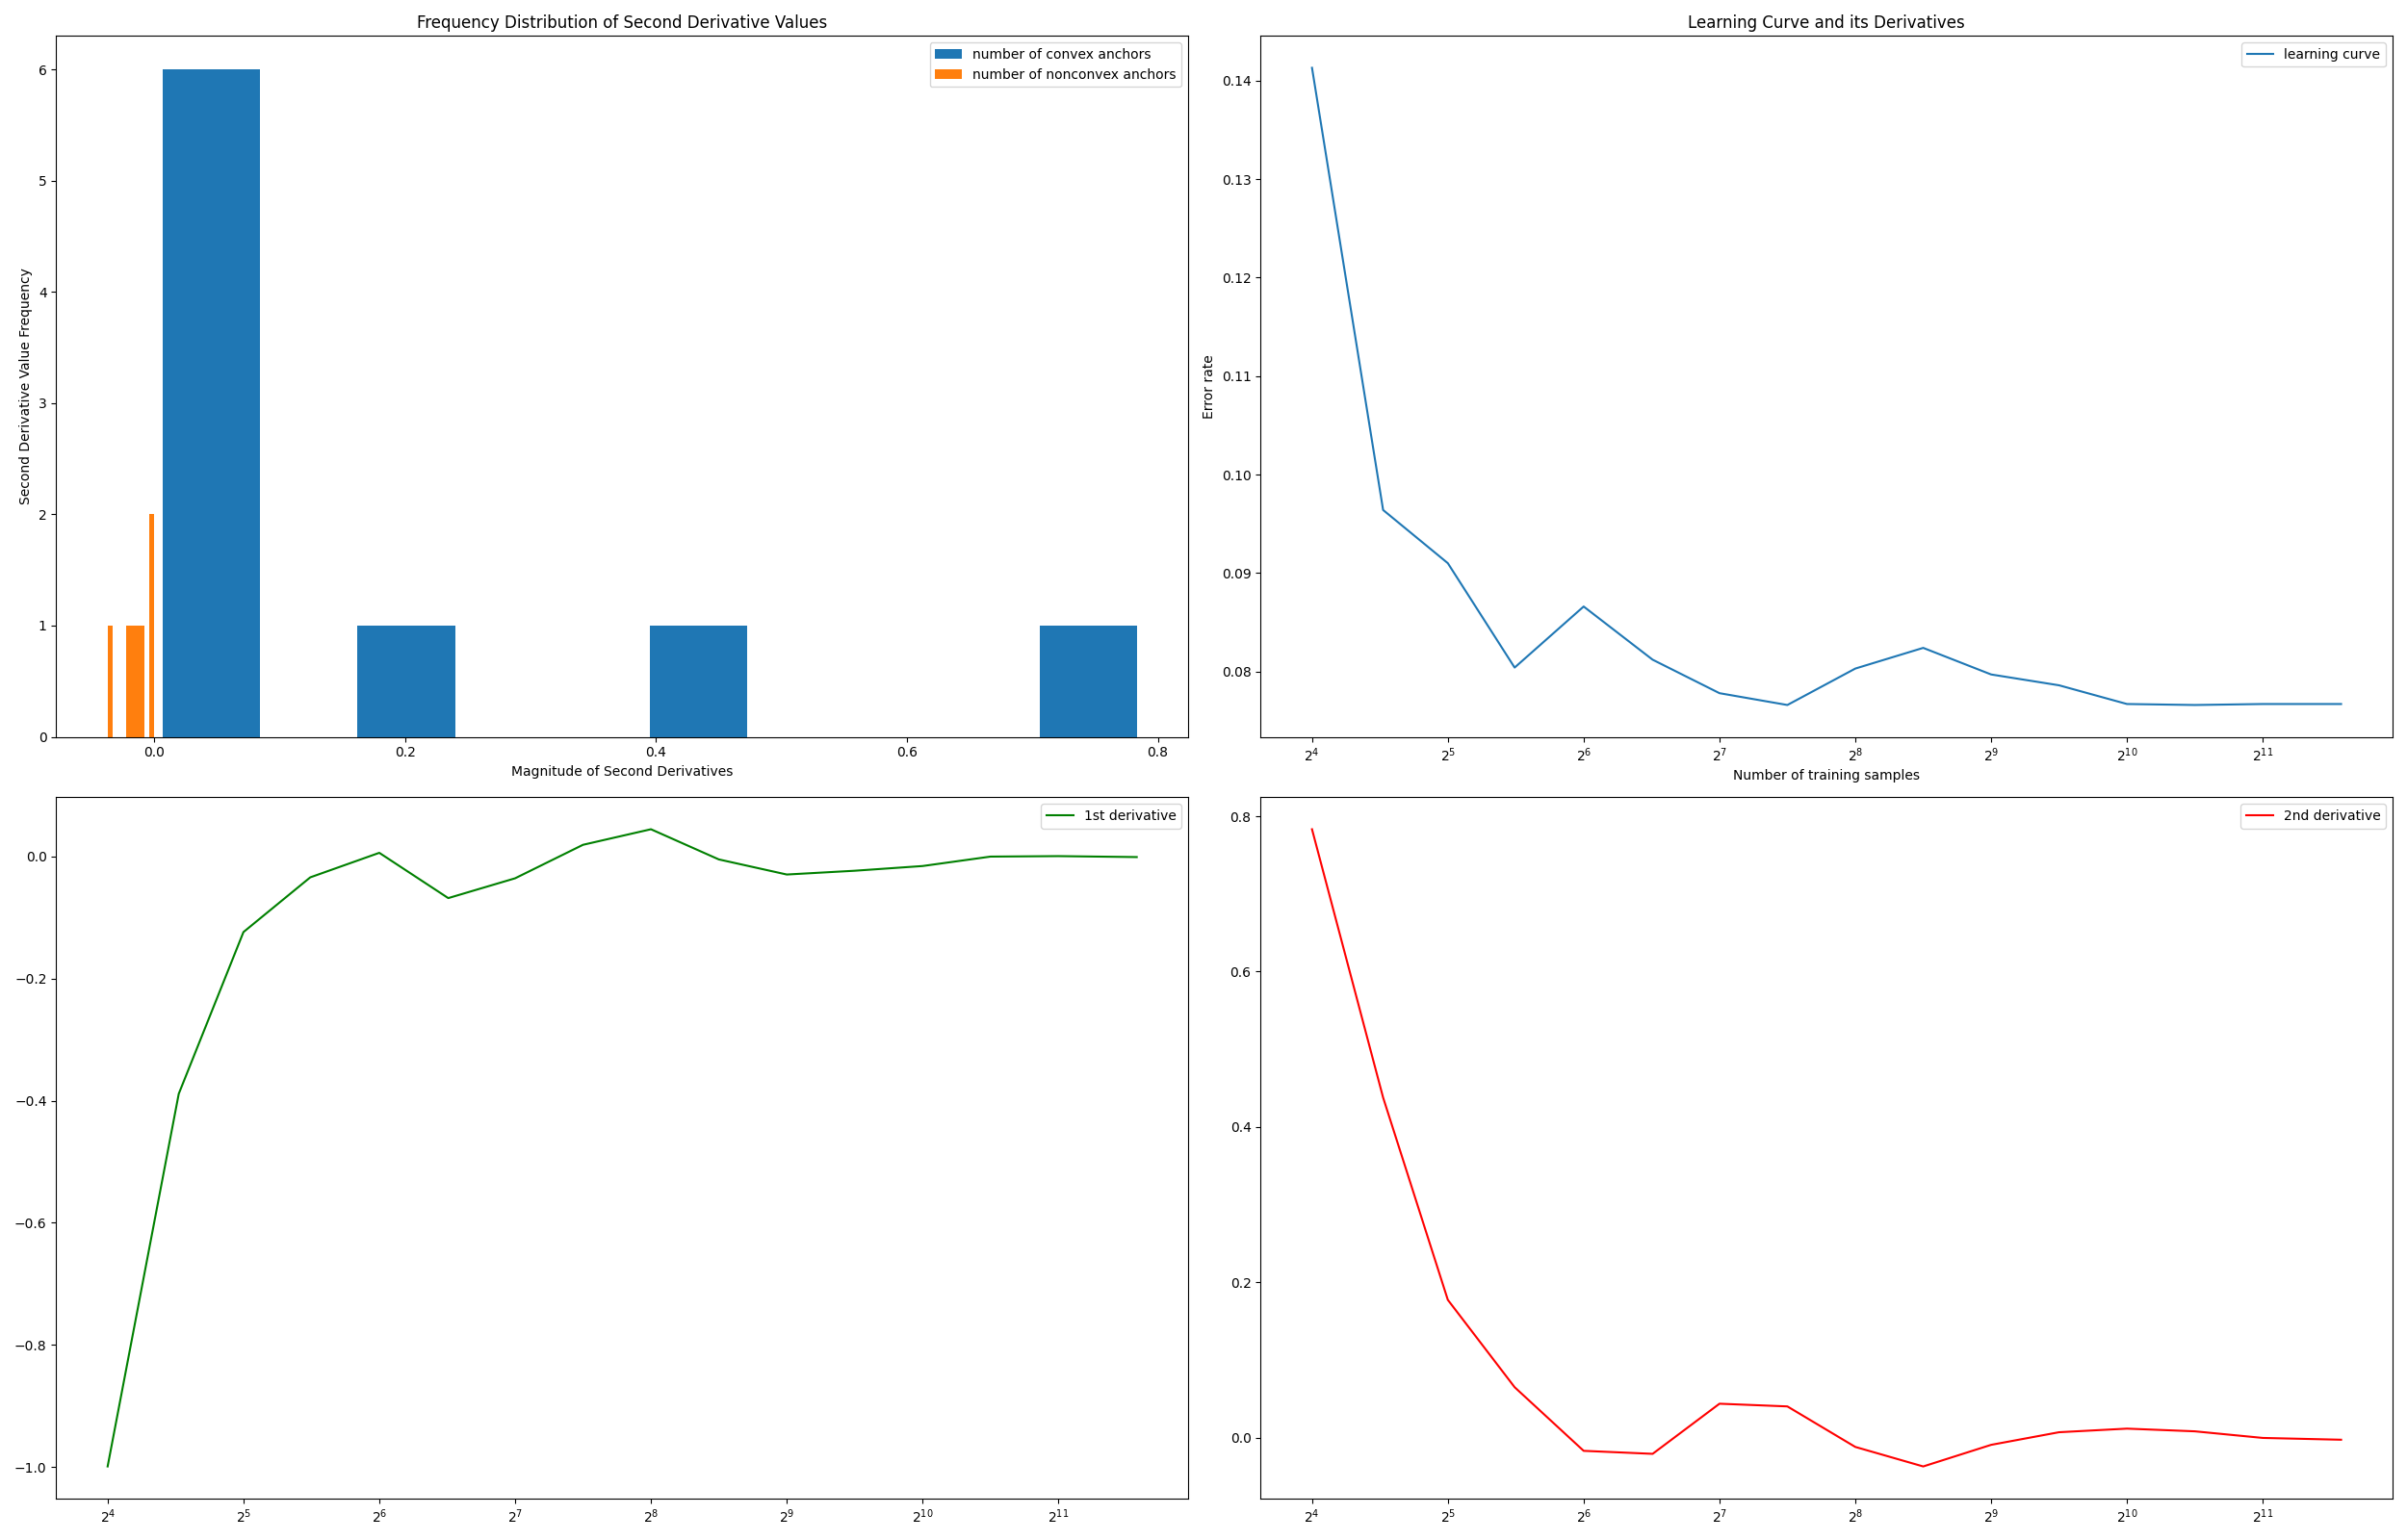 Frequency Distribution of Second Derivative Values
number of convex anchors
number of nonconvex anchors
Second Derivative Value Frequency
6
5
4
3
2
1
0
0.0 0.2 0.4 0.6 0.8
Magnitude of Second Derivatives
Learning Curve and its Derivatives
learning curve
Error rate
0.14
0.13
0.12
0.11
0.10
0.09
0.08
2⁴ 2⁵ 2⁶ 2⁷ 2⁸ 2⁹ 2¹⁰ 2¹¹
Number of training samples
1st derivative
0.0
−0.2
−0.4
−0.6
−0.8
−1.0
2⁴ 2⁵ 2⁶ 2⁷ 2⁸ 2⁹ 2¹⁰ 2¹¹
2nd derivative
0.8
0.6
0.4
0.2
0.0
2⁴ 2⁵ 2⁶ 2⁷ 2⁸ 2⁹ 2¹⁰ 2¹¹